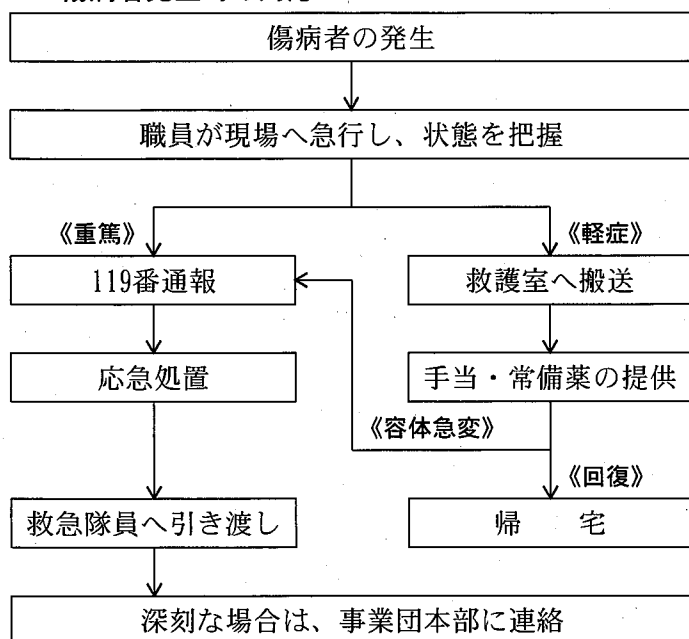 傷病者の発生
職員が現場へ急行し、状態を把握
《重篤》
《軽症》
119番通報
救護室へ搬送
応急処置
手当・常備薬の提供
《容体急変》
《回復》
救急隊員へ引き渡し
帰　宅
深刻な場合は、事業団本部に連絡